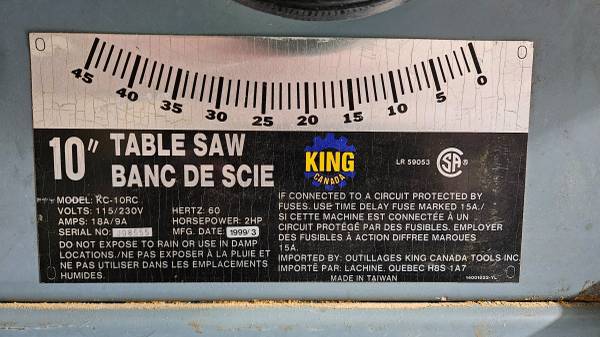 45 40 35 30 25 20 15 10 5 0
10" TABLE SAW
BANC DE SCIE
KING
CANADA
LR 59053
SA
MODEL: KC-10RC
VOLTS: 115/230V HERTZ: 60
AMPS: 18A/9A HORSEPOWER: 2HP
SERIAL NO: MFG. DATE: 1999/3
DO NOT EXPOSE TO RAIN OR USE IN DAMP
LOCATIONS./NE PAS EXPOSER À LA PLUIE ET
NE PAS UTILISER DANS LES EMPLACEMENTS
HUMIDES.
IF CONNECTED TO A CIRCUIT PROTECTED BY
FUSES. USE TIME DELAY FUSE MARKED 15A./
SI CETTE MACHINE EST CONNECTÉE À UN
CIRCUIT PROTÉGÉ PAR DES FUSIBLES. EMPLOYER
DES FUSIBLES À ACTION DIFFREE MAROUES
15A.
IMPORTED BY: OUTILLAGES KING CANADA TOOLS INC.
IMPORTÉ PAR: LACHINE. QUEBEC H8S 1A7
MADE IN TAIWAN